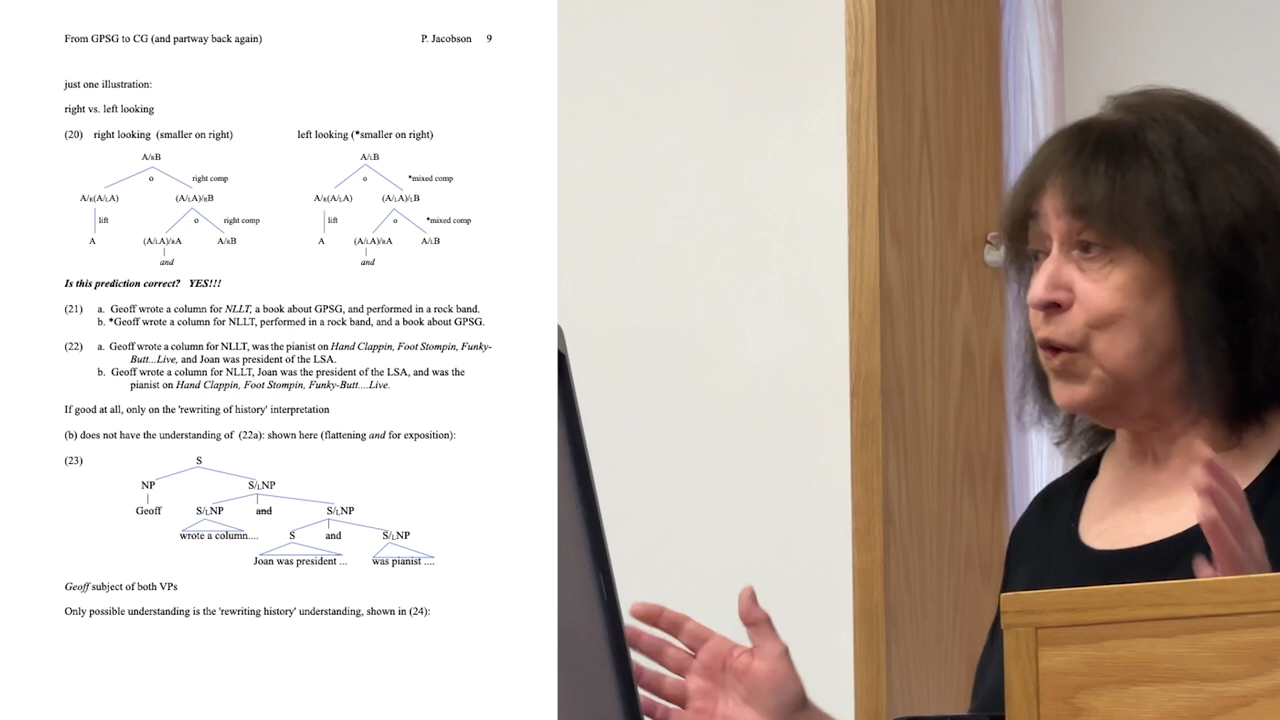 From GPSG to CG (and partway back again) P. Jacobson 9
just one illustration:
right vs. left looking
(20) right looking (smaller on right) left looking (*smaller on right)
A/RB A/LB
o right comp o *mixed comp
A/R(A/LA) (A/LA)/RB A/R(A/LA) (A/LA)/LB
lift o right comp lift o *mixed comp
A (A/LA)/RA A/RB A (A/LA)/RA A/LB
and and
Is this prediction correct? YES!!!
(21) a. Geoff wrote a column for NLLT, a book about GPSG, and performed in a rock band.
b. *Geoff wrote a column for NLLT, performed in a rock band, and a book about GPSG.
(22) a. Geoff wrote a column for NLLT, was the pianist on Hand Clappin, Foot Stompin, Funky-
Butt...Live, and Joan was president of the LSA.
b. Geoff wrote a column for NLLT, Joan was the president of the LSA, and was the
pianist on Hand Clappin, Foot Stompin, Funky-Butt....Live.
If good at all, only on the 'rewriting of history' interpretation
(b) does not have the understanding of (22a): shown here (flattening and for exposition):
(23) S
NP S/LNP
Geoff S/LNP and S/LNP
wrote a column.... S and S/LNP
Joan was president ... was pianist ....
Geoff subject of both VPs
Only possible understanding is the 'rewriting history' understanding, shown in (24):